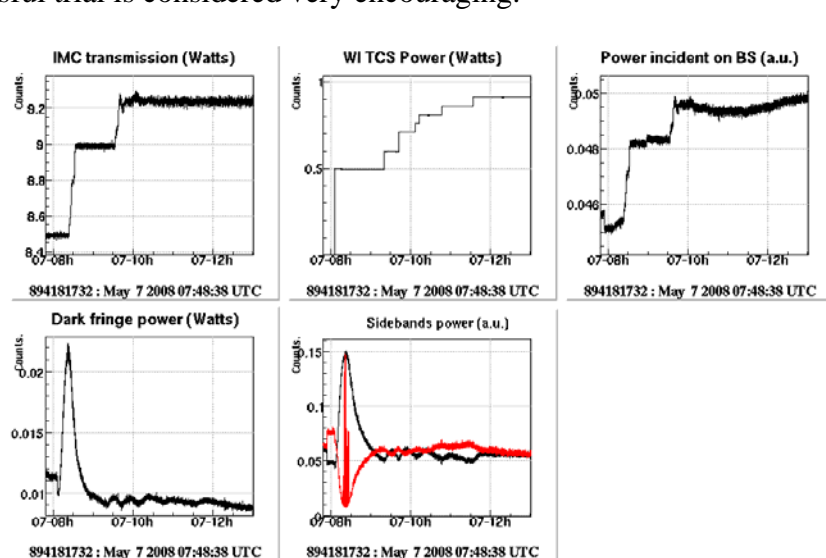 sful trial is considered very encouraging.
IMC transmission (Watts)
Counts.
9.2
9
8.8
8.6
8.4
07-08h 07-10h 07-12h
894181732 : May 7 2008 07:48:38 UTC
WI TCS Power (Watts)
Counts.
1
0.5
07-08h 07-10h 07-12h
894181732 : May 7 2008 07:48:38 UTC
Power incident on BS (a.u.)
Counts.
0.05
0.048
0.046
07-08h 07-10h 07-12h
894181732 : May 7 2008 07:48:38 UTC
Dark fringe power (Watts)
Counts.
0.02
0.015
0.01
07-08h 07-10h 07-12h
894181732 : May 7 2008 07:48:38 UTC
Sidebands power (a.u.)
Counts.
0.15
0.1
0.05
0
07-08h 07-10h 07-12h
894181732 : May 7 2008 07:48:38 UTC